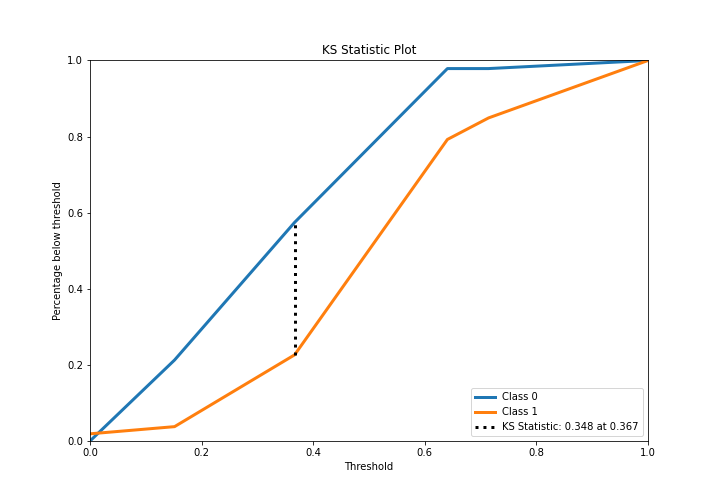 KS Statistic Plot
1.0
0.8
0.6
0.4
0.2
0.0
Percentage below threshold
0.0 0.2 0.4 0.6 0.8 1.0
Threshold
Class 0
Class 1
KS Statistic: 0.348 at 0.367